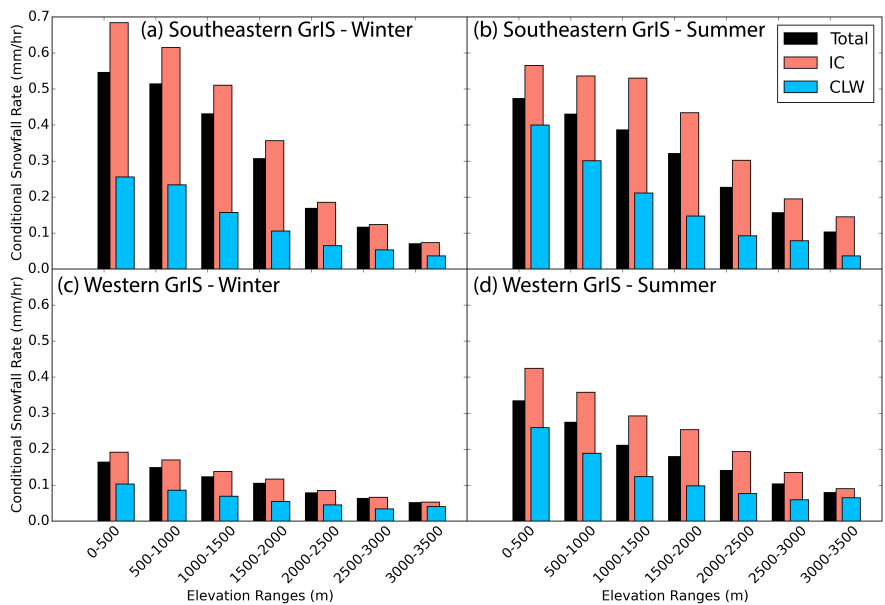 (a) Southeastern GrIS - Winter
(b) Southeastern GrIS - Summer
Total
IC
CLW
Conditional Snowfall Rate (mm/hr)
0.7
0.6
0.5
0.4
0.3
0.2
0.1
0.0
(c) Western GrIS - Winter
(d) Western GrIS - Summer
Conditional Snowfall Rate (mm/hr)
0.6
0.5
0.4
0.3
0.2
0.1
0.0
0-500
500-1000
1000-1500
1500-2000
2000-2500
2500-3000
3000-3500
0-500
500-1000
1000-1500
1500-2000
2000-2500
2500-3000
3000-3500
Elevation Ranges (m)
Elevation Ranges (m)